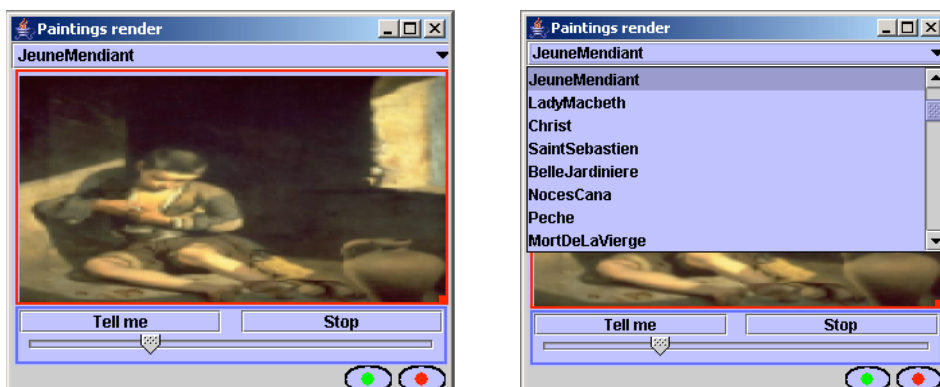 Paintings render
JeuneMendiant
Tell me Stop
Paintings render
JeuneMendiant
JeuneMendiant
LadyMacbeth
Christ
SaintSebastien
BelleJardiniere
NocesCana
Peche
MortDeLaVierge
Tell me Stop